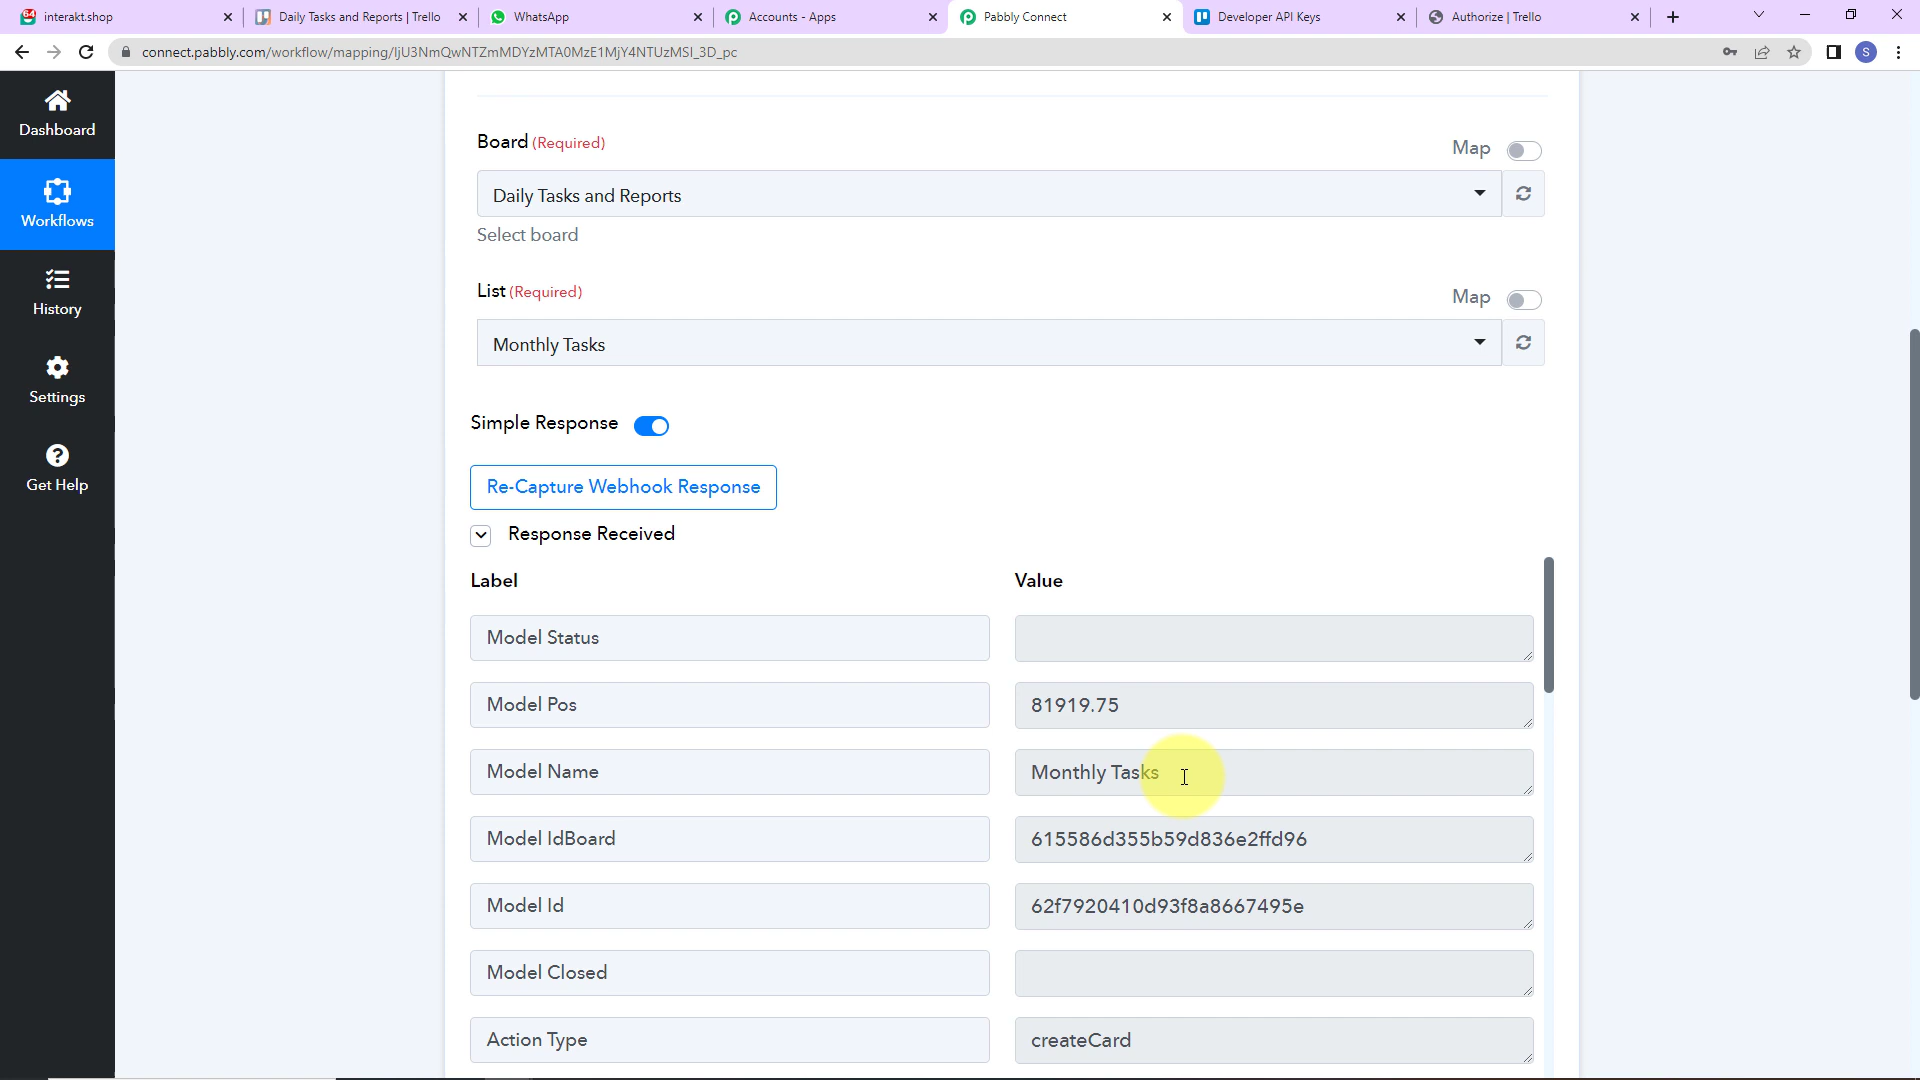 interakt.shop
Daily Tasks and Reports | Trello
WhatsApp
Accounts - Apps
Pabbly Connect
Developer API Keys
Authorize | Trello
connect.pabbly.com/workflow/mapping/IjU3NmQwNTZmMDYzMTA0MzE1MjY4NTUzMSI_3D_pc
S
Dashboard
Workflows
History
Settings
Get Help
Board (Required)
Map
Daily Tasks and Reports
Select board
List (Required)
Map
Monthly Tasks
Simple Response
Re-Capture Webhook Response
Response Received
Label
Value
Model Status
Model Pos
81919.75
Model Name
Monthly Tasks
Model IdBoard
615586d355b59d836e2ffd96
Model Id
62f7920410d93f8a8667495e
Model Closed
Action Type
createCard